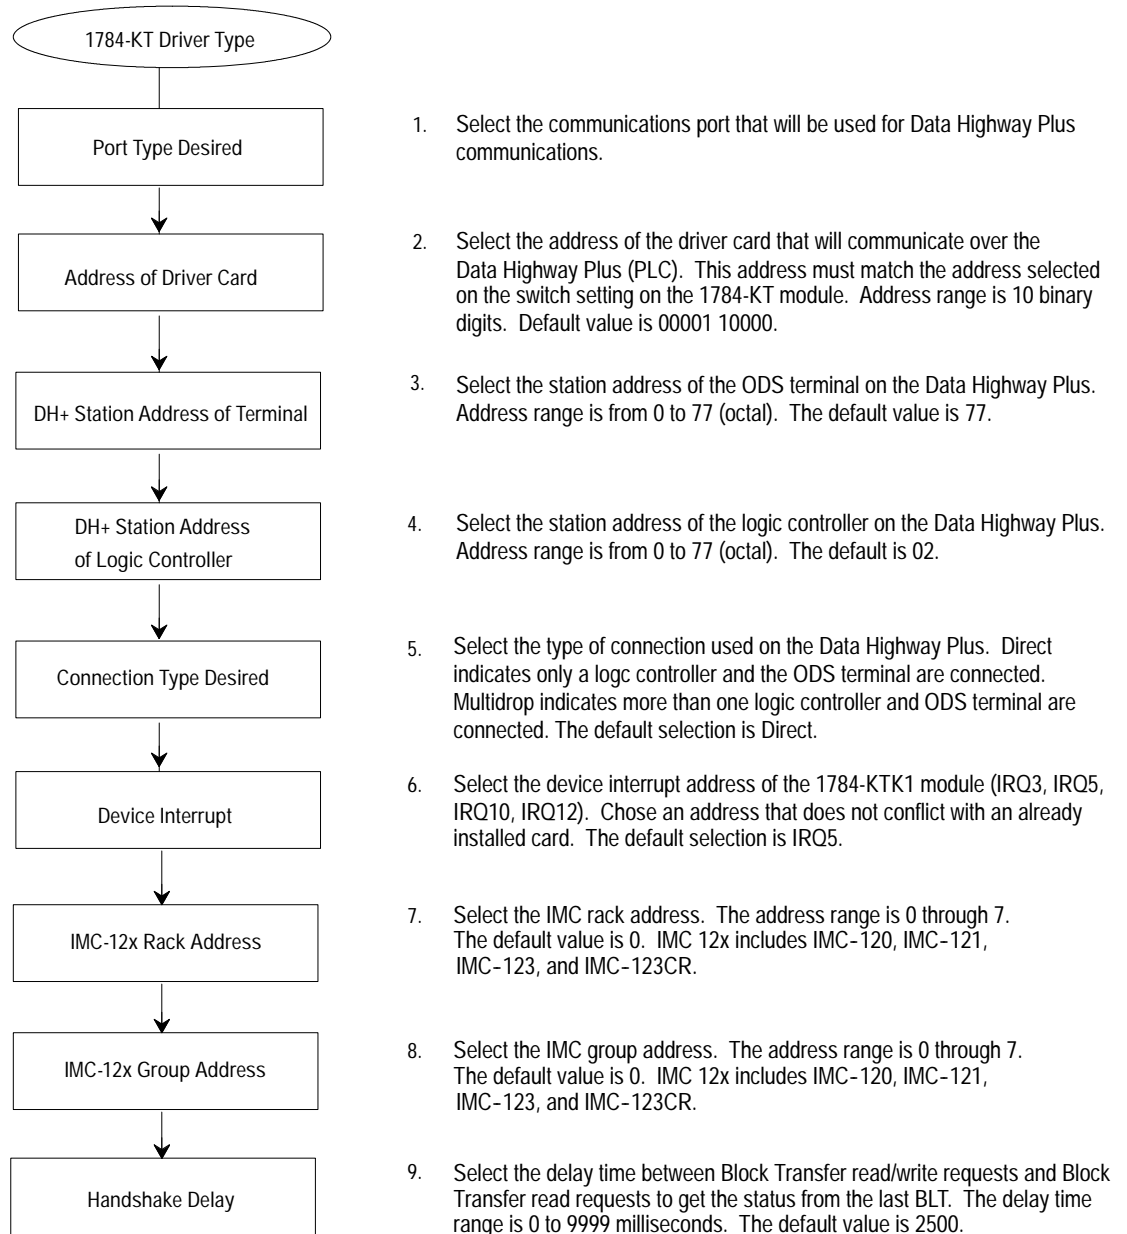 1784-KT Driver Type
Port Type Desired
1. Select the communications port that will be used for Data Highway Plus
communications.
Address of Driver Card
2. Select the address of the driver card that will communicate over the
Data Highway Plus (PLC). This address must match the address selected
on the switch setting on the 1784-KT module. Address range is 10 binary
digits. Default value is 00001 10000.
DH+ Station Address of Terminal
3. Select the station address of the ODS terminal on the Data Highway Plus.
Address range is from 0 to 77 (octal). The default value is 77.
DH+ Station Address
of Logic Controller
4. Select the station address of the logic controller on the Data Highway Plus.
Address range is from 0 to 77 (octal). The default is 02.
Connection Type Desired
5. Select the type of connection used on the Data Highway Plus. Direct
indicates only a logc controller and the ODS terminal are connected.
Multidrop indicates more than one logic controller and ODS terminal are
connected. The default selection is Direct.
Device Interrupt
6. Select the device interrupt address of the 1784-KTK1 module (IRQ3, IRQ5,
IRQ10, IRQ12). Chose an address that does not conflict with an already
installed card. The default selection is IRQ5.
IMC-12x Rack Address
7. Select the IMC rack address. The address range is 0 through 7.
The default value is 0. IMC 12x includes IMC-120, IMC-121,
IMC-123, and IMC-123CR.
IMC-12x Group Address
8. Select the IMC group address. The address range is 0 through 7.
The default value is 0. IMC 12x includes IMC-120, IMC-121,
IMC-123, and IMC-123CR.
Handshake Delay
9. Select the delay time between Block Transfer read/write requests and Block
Transfer read requests to get the status from the last BLT. The delay time
range is 0 to 9999 milliseconds. The default value is 2500.